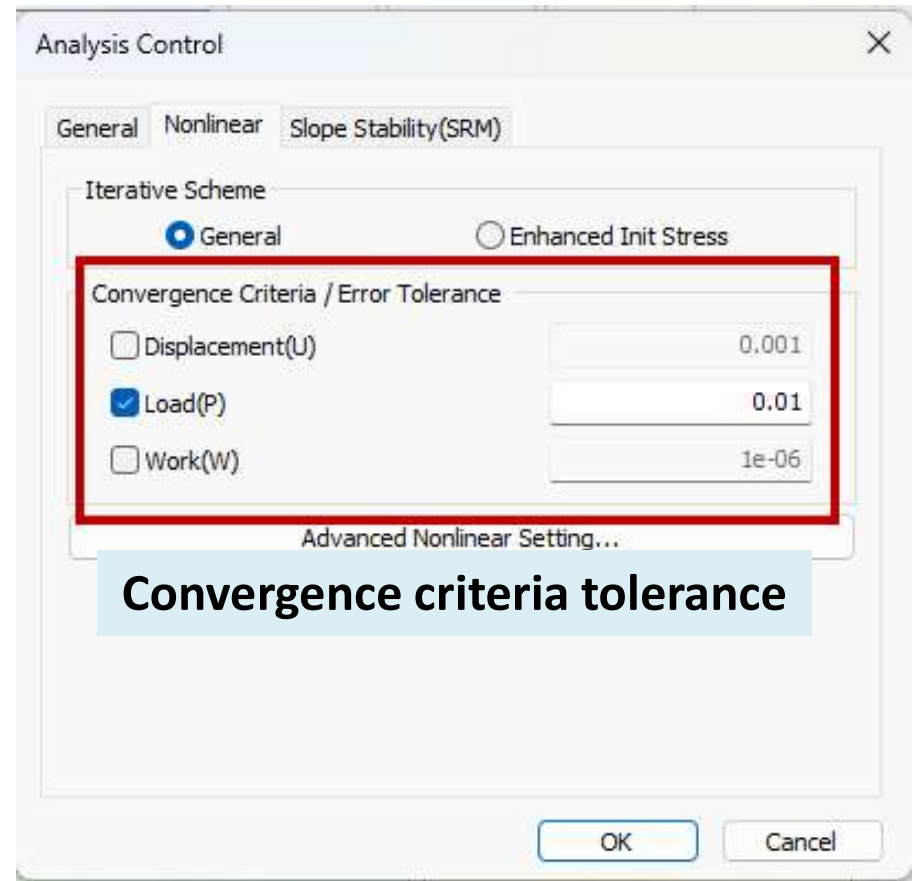 Analysis Control
General Nonlinear Slope Stability(SRM)
Iterative Scheme
General Enhanced Init Stress
Convergence Criteria / Error Tolerance
Displacement(U) 0.001
Load(P) 0.01
Work(W) 1e-06
Advanced Nonlinear Setting...
Convergence criteria tolerance
OK Cancel